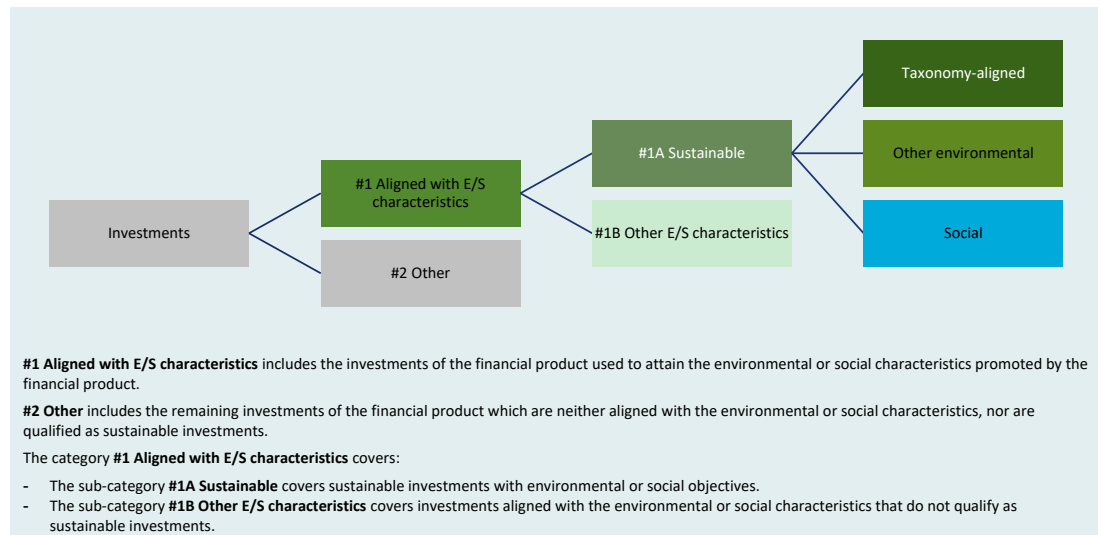 Taxonomy-aligned
#1A Sustainable
Other environmental
#1 Aligned with E/S
characteristics
Investments
#1B Other E/S characteristics
Social
#2 Other
#1 Aligned with E/S characteristics includes the investments of the financial product used to attain the environmental or social characteristics promoted by the
financial product.
#2 Other includes the remaining investments of the financial product which are neither aligned with the environmental or social characteristics, nor are
qualified as sustainable investments.
The category #1 Aligned with E/S characteristics covers:
- The sub-category #1A Sustainable covers sustainable investments with environmental or social objectives.
- The sub-category #1B Other E/S characteristics covers investments aligned with the environmental or social characteristics that do not qualify as
sustainable investments.